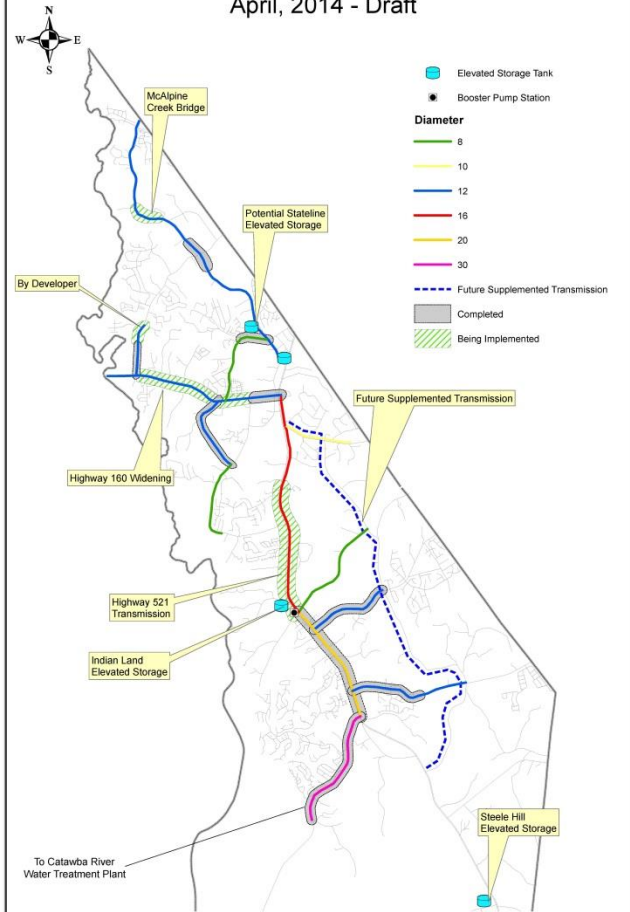 April, 2014 - Draft
N
W
E
S
Elevated Storage Tank
Booster Pump Station
Diameter
8
10
12
16
20
30
Future Supplemented Transmission
Completed
Being Implemented
McAlpine
Creek Bridge
Potential Stateline
Elevated Storage
By Developer
Future Supplemented Transmission
Highway 160 Widening
Highway 521
Transmission
Indian Land
Elevated Storage
Steele Hill
Elevated Storage
To Catawba River
Water Treatment Plant